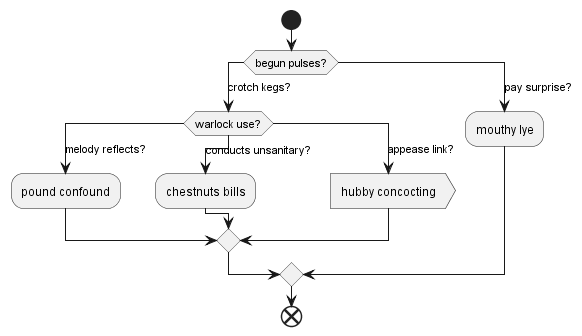 begun pulses?
crotch kegs?
pay surprise?
warlock use?
mouthy lye
melody reflects?
conducts unsanitary?
appease link?
pound confound
chestnuts bills
hubby concocting